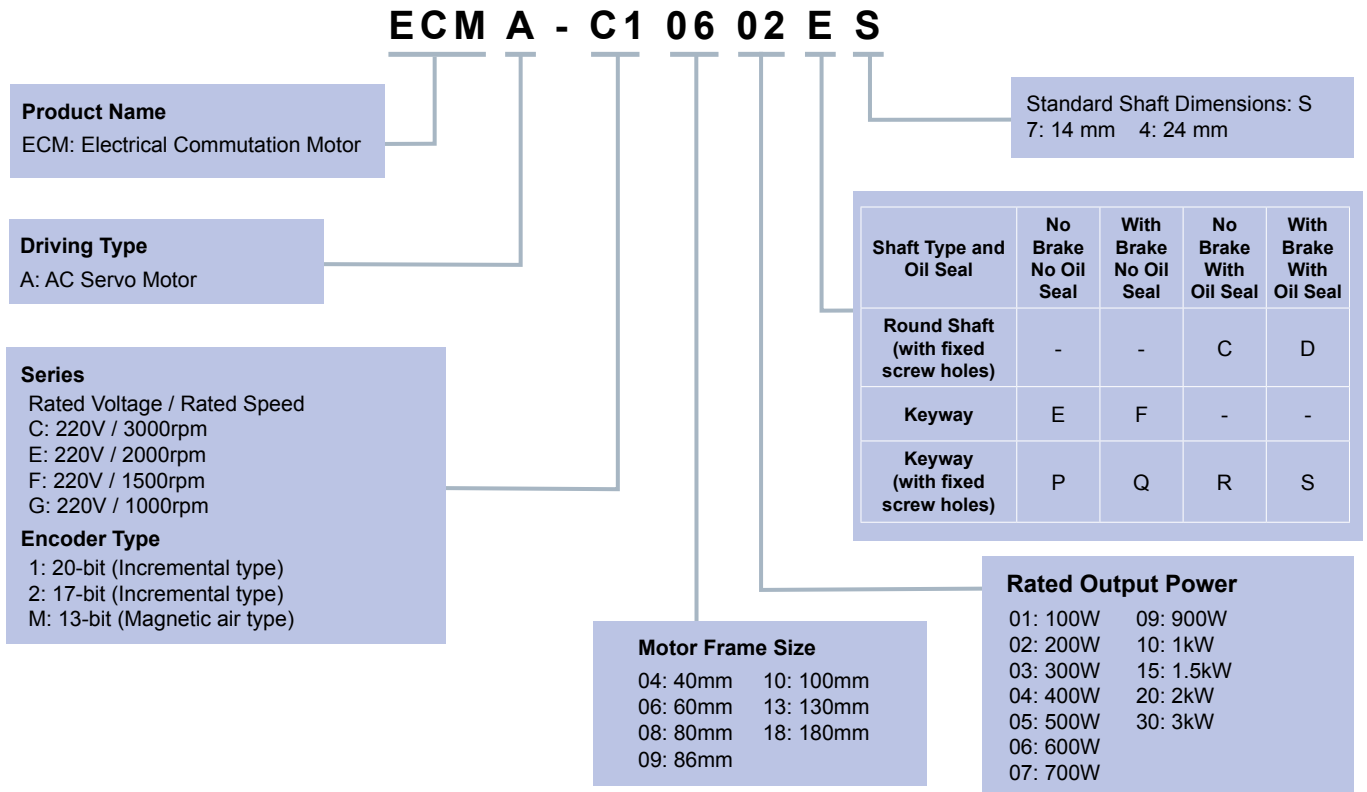 ECM A - C1 06 02 E S
Product Name
ECM: Electrical Commutation Motor
Driving Type
A: AC Servo Motor
Series
Rated Voltage / Rated Speed
C: 220V / 3000rpm
E: 220V / 2000rpm
F: 220V / 1500rpm
G: 220V / 1000rpm
Encoder Type
1: 20-bit (Incremental type)
2: 17-bit (Incremental type)
M: 13-bit (Magnetic air type)
Motor Frame Size
04: 40mm 10: 100mm
06: 60mm 13: 130mm
08: 80mm 18: 180mm
09: 86mm
Rated Output Power
01: 100W 09: 900W
02: 200W 10: 1kW
03: 300W 15: 1.5kW
04: 400W 20: 2kW
05: 500W 30: 3kW
06: 600W
07: 700W
Shaft Type and
Oil Seal
No
Brake
No Oil
Seal
With
Brake
No Oil
Seal
No
Brake
With
Oil Seal
With
Brake
With
Oil Seal
Round Shaft
(with fixed
screw holes)
- - C D
Keyway
E F - -
Keyway
(with fixed
screw holes)
P Q R S
Standard Shaft Dimensions: S
7: 14 mm 4: 24 mm